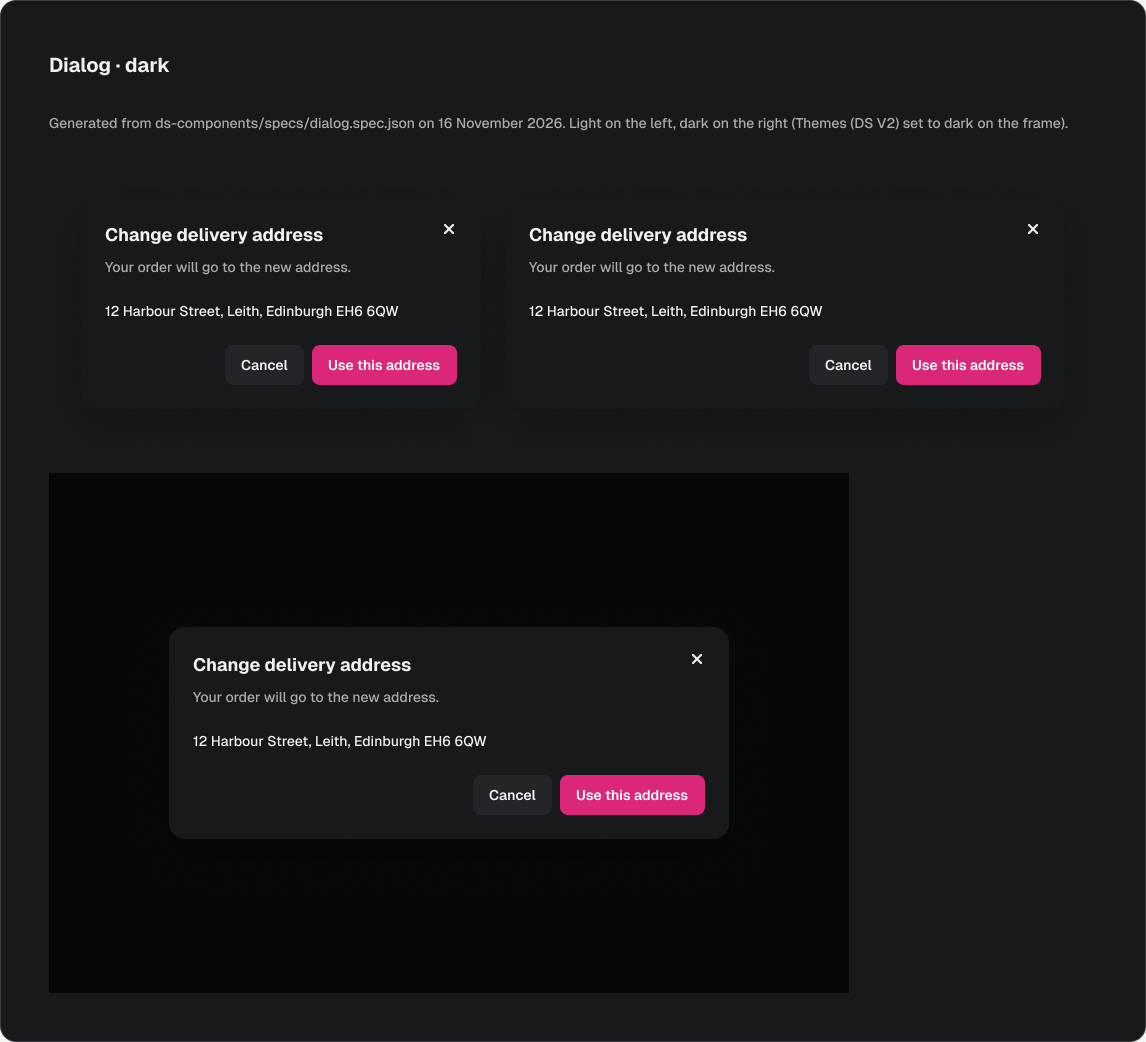 Dialog · dark
Generated from ds-components/specs/dialog.spec.json on 16 November 2026. Light on the left, dark on the right (Themes (DS V2) set to dark on the frame).
Change delivery address
Your order will go to the new address.
12 Harbour Street, Leith, Edinburgh EH6 6QW
Cancel
Use this address
Change delivery address
Your order will go to the new address.
12 Harbour Street, Leith, Edinburgh EH6 6QW
Cancel
Use this address
Change delivery address
Your order will go to the new address.
12 Harbour Street, Leith, Edinburgh EH6 6QW
Cancel
Use this address